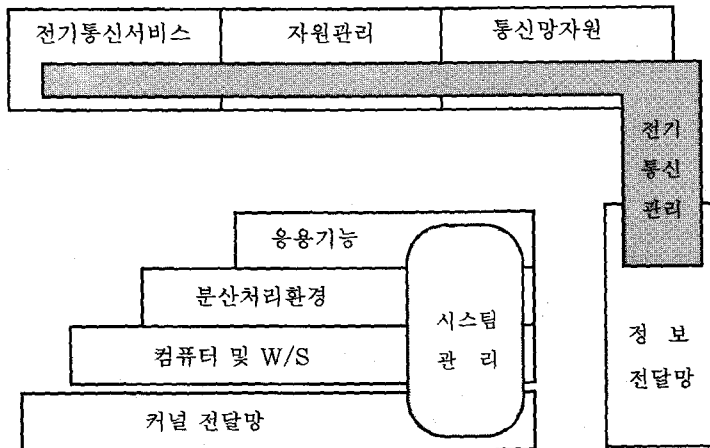 전기통신서비스 자원관리 통신망자원
전기
통신
관리
응용기능
분산처리환경
시스팀
관 리
컴퓨터 및 W/S
정 보
전달망
커널 전달망